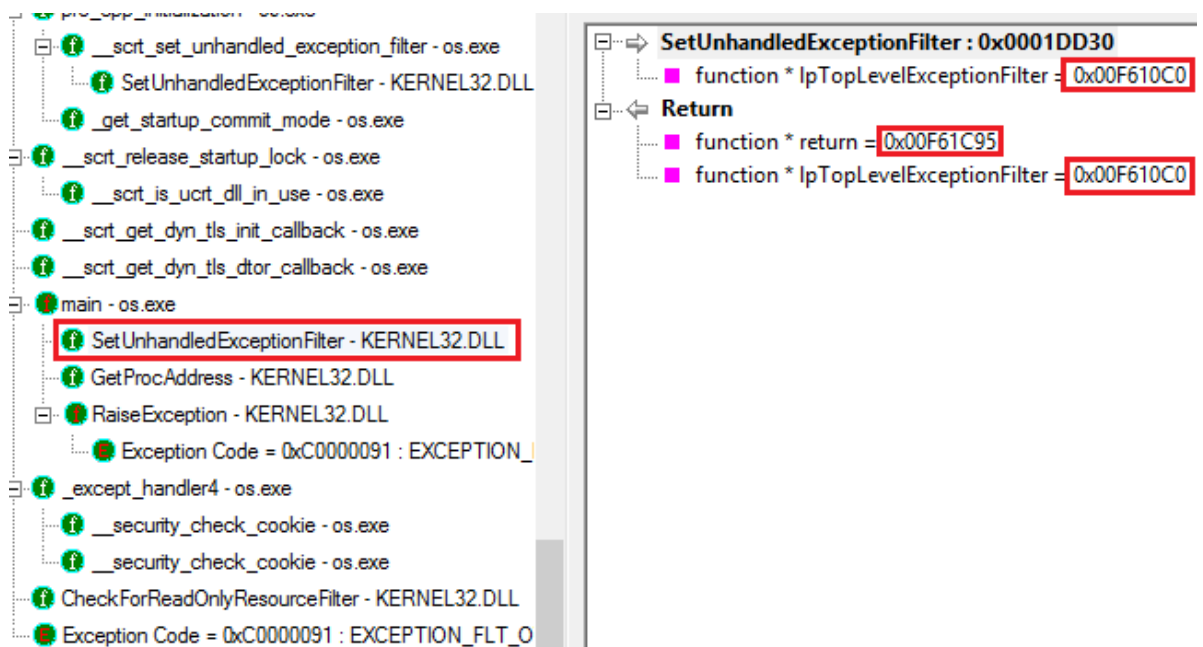 __scrt_set_unhandled_exception_filter - os.exe
SetUnhandledExceptionFilter - KERNEL32.DLL
_get_startup_commit_mode - os.exe
__scrt_release_startup_lock - os.exe
__scrt_is_ucrt_dll_in_use - os.exe
__scrt_get_dyn_tls_init_callback - os.exe
__scrt_get_dyn_tls_dtor_callback - os.exe
main - os.exe
SetUnhandledExceptionFilter - KERNEL32.DLL
GetProcAddress - KERNEL32.DLL
RaiseException - KERNEL32.DLL
Exception Code = 0xC0000091 : EXCEPTION_
_except_handler4 - os.exe
__security_check_cookie - os.exe
__security_check_cookie - os.exe
CheckForReadOnlyResourceFilter - KERNEL32.DLL
Exception Code = 0xC0000091 : EXCEPTION_FLT_O
SetUnhandledExceptionFilter : 0x0001DD30
function * lpTopLevelExceptionFilter = 0x00F610C0
Return
function * return = 0x00F61C95
function * lpTopLevelExceptionFilter = 0x00F610C0